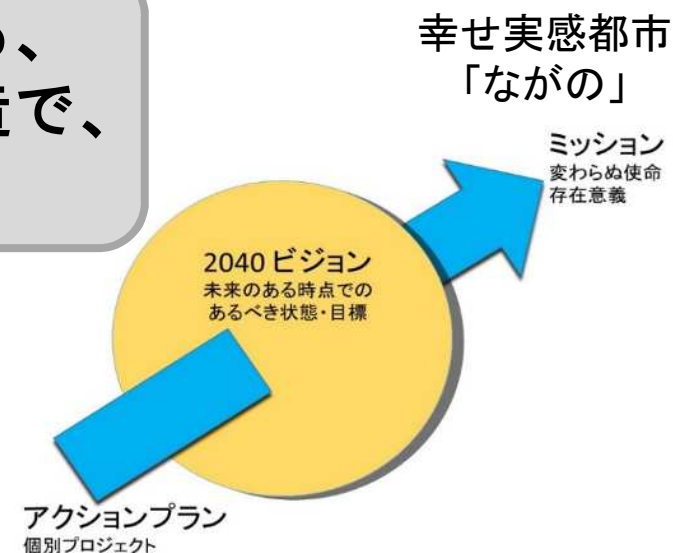 で、
幸せ実感都市
「ながの」
ミッション
変わらぬ使命
存在意義
2040 ビジョン
未来のある時点での
あるべき状態・目標
アクションプラン
個別プロジェクト